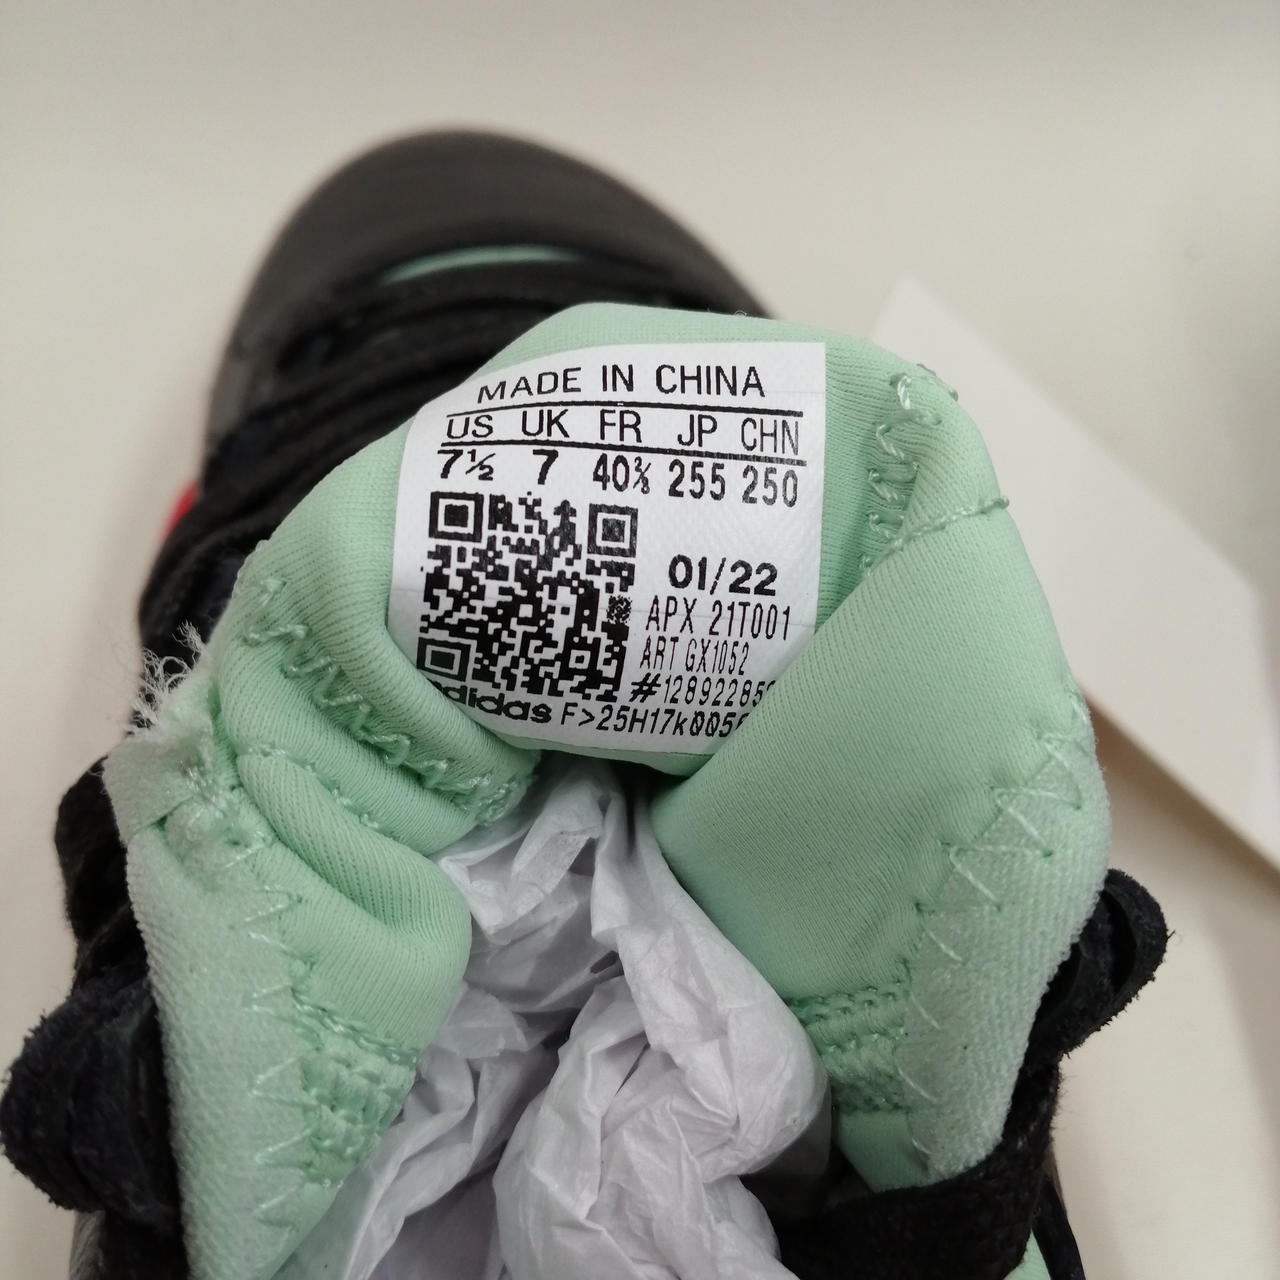 MADE IN CHINA
US UK FR JP CHN
7½ 7 40⅔ 255 250
01/22
APX 21T001
ART GX1052
adidas